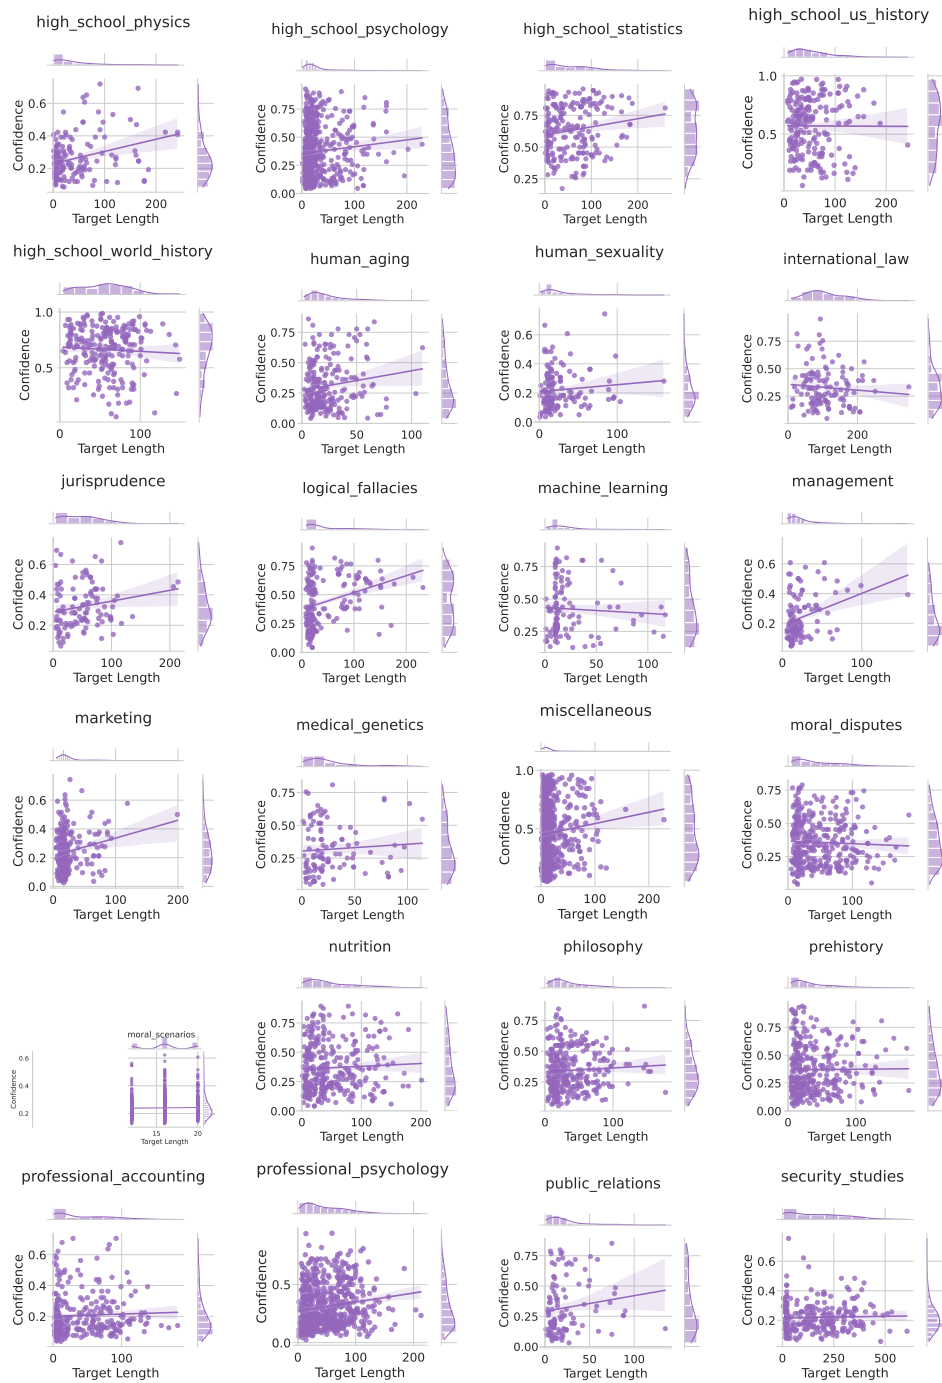 high_school_physics
high_school_psychology
high_school_statistics
high_school_us_history
Confidence
0.6
0.4
0.2
0 100 200
Target Length
Confidence
0.75
0.50
0.25
0.00
0 100 200
Target Length
Confidence
0.75
0.50
0.25
0 100 200
Target Length
Confidence
1.0
0.5
0 100 200
Target Length
high_school_world_history
human_aging
human_sexuality
international_law
Confidence
1.0
0.5
0 100
Target Length
Confidence
0.75
0.50
0.25
0.00
0 50 100
Target Length
Confidence
0.6
0.4
0.2
0.0
0 100
Target Length
Confidence
0.75
0.50
0.25
0 200
Target Length
jurisprudence
logical_fallacies
machine_learning
management
Confidence
0.6
0.4
0.2
0 100 200
Target Length
Confidence
0.75
0.50
0.25
0.00
0 100 200
Target Length
Confidence
0.75
0.50
0.25
0 50 100
Target Length
Confidence
0.6
0.4
0.2
0 100
Target Length
marketing
medical_genetics
miscellaneous
moral_disputes
Confidence
0.6
0.4
0.2
0.0
0 100 200
Target Length
Confidence
0.75
0.50
0.25
0 50 100
Target Length
Confidence
1.0
0.5
0 100 200
Target Length
Confidence
0.75
0.50
0.25
0 100
Target Length
moral_scenarios
nutrition
philosophy
prehistory
Confidence
0.6
0.4
0.2
15 20
Target Length
Confidence
0.75
0.50
0.25
0.00
0 100 200
Target Length
Confidence
0.75
0.50
0.25
0 100
Target Length
Confidence
0.75
0.50
0.25
0.00
0 100 200
Target Length
professional_accounting
professional_psychology
public_relations
security_studies
Confidence
0.6
0.4
0.2
0 100
Target Length
Confidence
0.5
0.0
0 100 200
Target Length
Confidence
0.75
0.50
0.25
0.00
0 50 100
Target Length
Confidence
0.6
0.4
0.2
0 250 500
Target Length